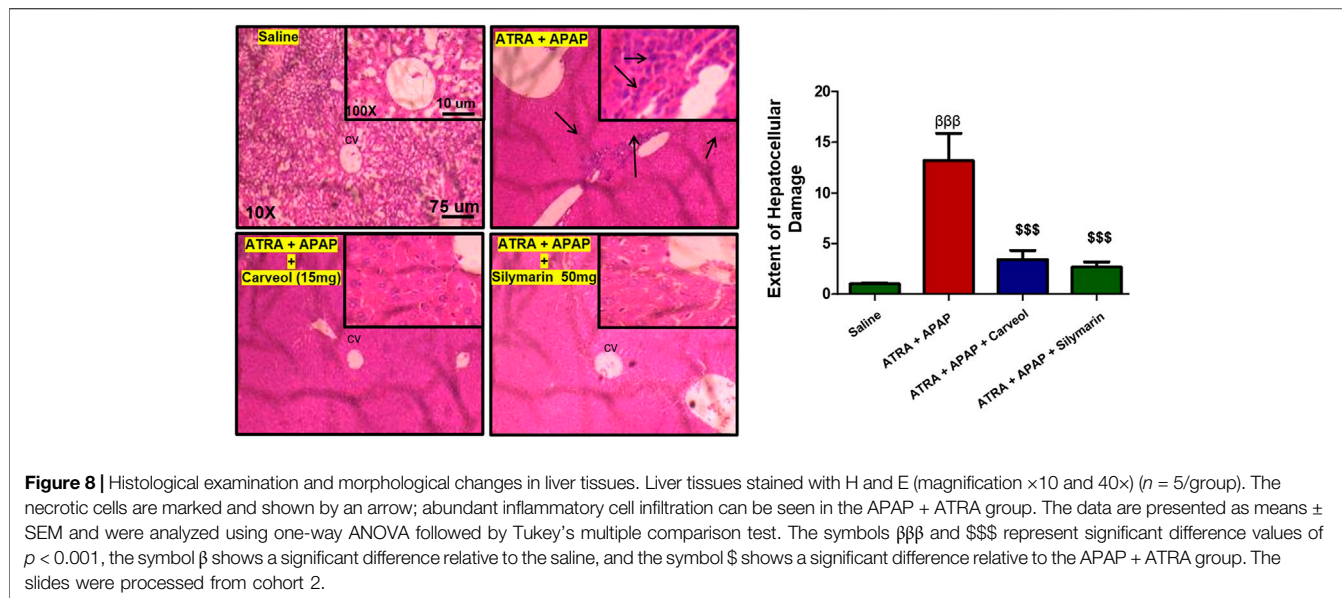 Saline
100X
10 um
cv
10X
75 um
ATRA + APAP
ATRA + APAP
+
Carveol (15mg)
cv
ATRA + APAP
+
Silymarin 50mg
cv
Extent of Hepatocellular
Damage
20
15
10
5
0
βββ
$$$
$$$
Saline
ATRA + APAP
ATRA + APAP + Carveol
ATRA + APAP + Silymarin
Figure 8 | Histological examination and morphological changes in liver tissues. Liver tissues stained with H and E (magnification ×10 and 40×) (n = 5/group). The
necrotic cells are marked and shown by an arrow; abundant inflammatory cell infiltration can be seen in the APAP + ATRA group. The data are presented as means ±
SEM and were analyzed using one-way ANOVA followed by Tukey's multiple comparison test. The symbols βββ and $$$ represent significant difference values of
p < 0.001, the symbol β shows a significant difference relative to the saline, and the symbol $ shows a significant difference relative to the APAP + ATRA group. The
slides were processed from cohort 2.